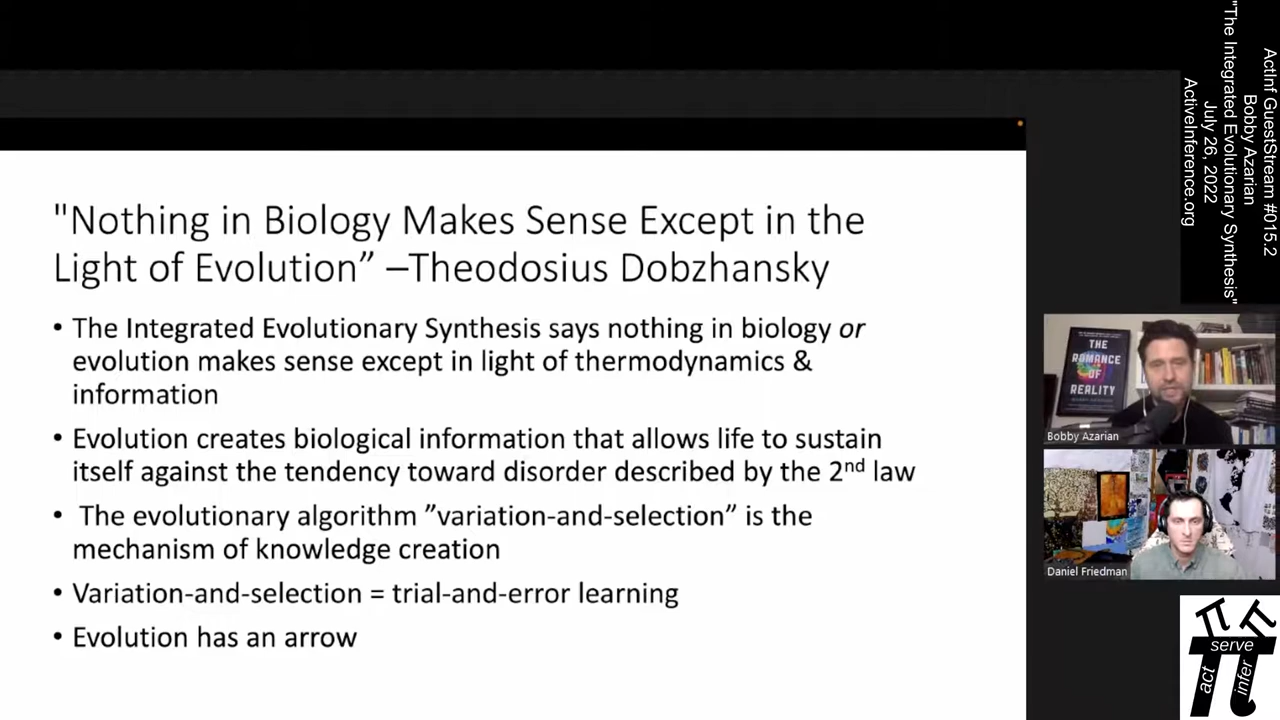 "Nothing in Biology Makes Sense Except in the
Light of Evolution” –Theodosius Dobzhansky
• The Integrated Evolutionary Synthesis says nothing in biology or
evolution makes sense except in light of thermodynamics &
information
• Evolution creates biological information that allows life to sustain
itself against the tendency toward disorder described by the 2nd law
• The evolutionary algorithm ”variation-and-selection” is the
mechanism of knowledge creation
• Variation-and-selection = trial-and-error learning
• Evolution has an arrow
ActInf GuestStream #015.2
Bobby Azarian
"The Integrated Evolutionary Synthesis"
July 26, 2022
ActiveInference.org
THE
ROMANCE
OF
REALITY
Bobby Azarian
Daniel Friedman
serve
act
infer